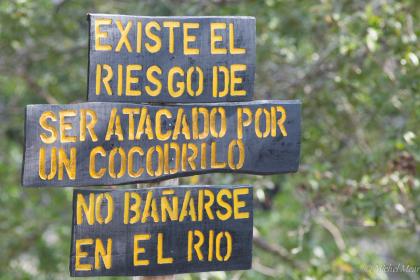 EXISTE EL
RIESGO DE
SER ATACADO POR
UN COCODRILO
NO BAÑARSE
EN EL RIO